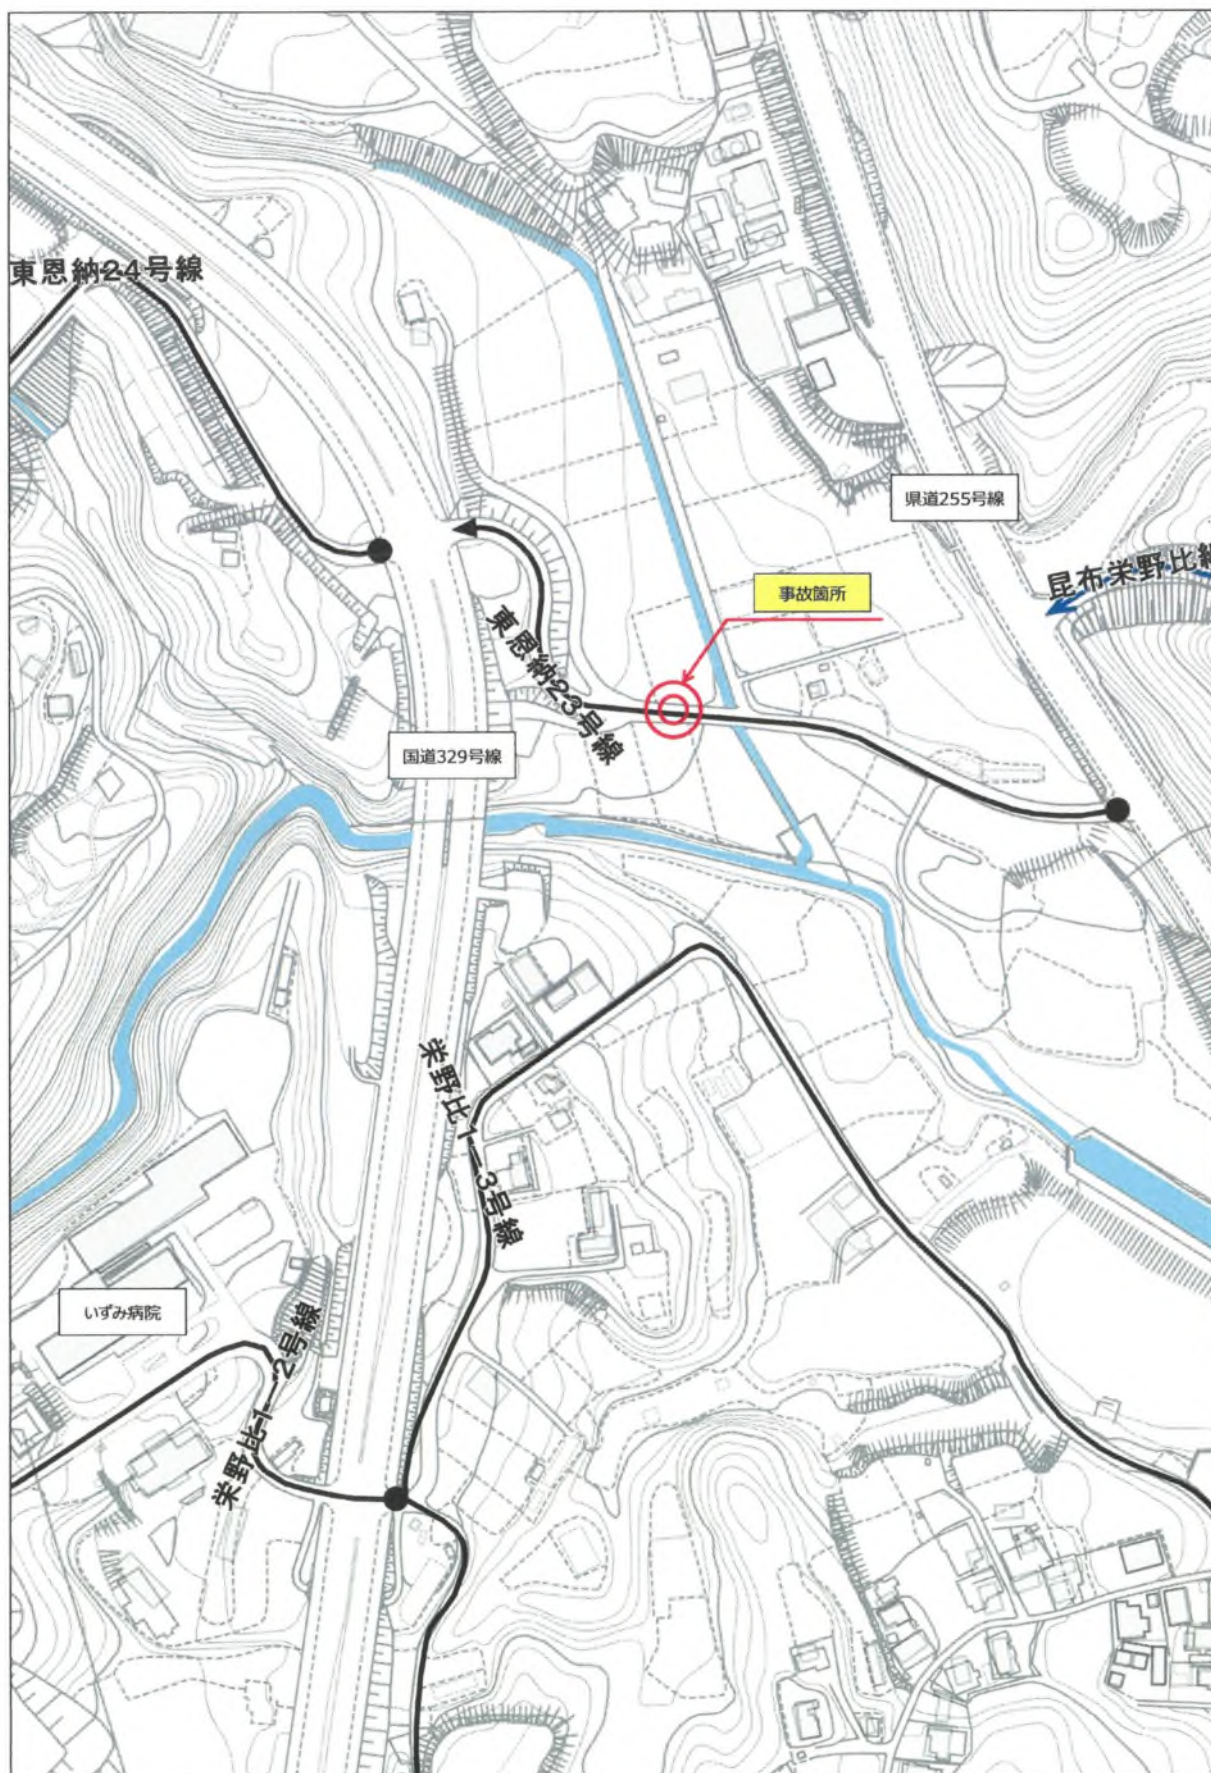 東恩納24号線
県道255号線
昆布栄野比線
事故箇所
東恩納23号線
国道329号線
栄野比1-3号線
いずみ病院
栄野比1-2号線